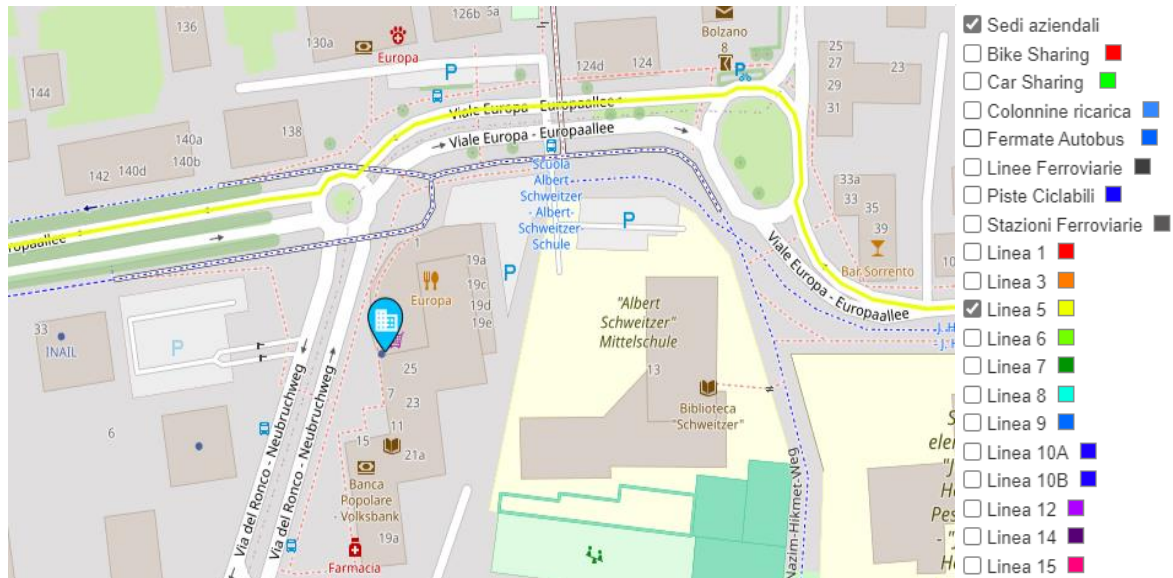 136
126b
5a
130a
Europa
P
Bolzano
8
124d
124
25
27
29
31
23
144
Viale Europa - Europaallee
140a
138
140b
140d
142
Viale Europa - Europaallee
Scuola
Albert
Schweitzer
- Albert-
Schweitzer-
Schule
P
33a
33
35
39
Bar Sorrento
Viale Europa - Europaallee
1
19a
19c
19d
19e
Europa
P
"Albert
Schweitzer"
Mittelschule
13
33
INAIL
P
6
25
7
23
11
15
21a
Banca
Popolare
- Volksbank
19a
Farmacia
Biblioteca
"Schweitzer"
Via del Ronco - Neubruchweg
Via del Ronco - Neubruchweg
Nazim-Hikmet-Weg
Sedi aziendali
Bike Sharing
Car Sharing
Colonnine ricarica
Fermate Autobus
Linee Ferroviarie
Piste Ciclabili
Stazioni Ferroviarie
Linea 1
Linea 3
Linea 5
Linea 6
Linea 7
Linea 8
Linea 9
Linea 10A
Linea 10B
Linea 12
Linea 14
Linea 15